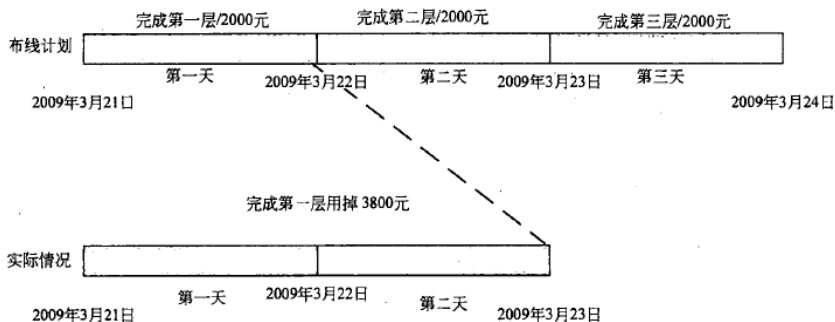 完成第一层/2000元 完成第二层/2000元 完成第三层/2000元
布线计划
第一天 2009年3月22日 第二天 2009年3月23日 第三天
2009年3月21日 2009年3月24日
完成第一层用掉3800元
实际情况
第一天 2009年3月22日 第二天
2009年3月21日 2009年3月23日